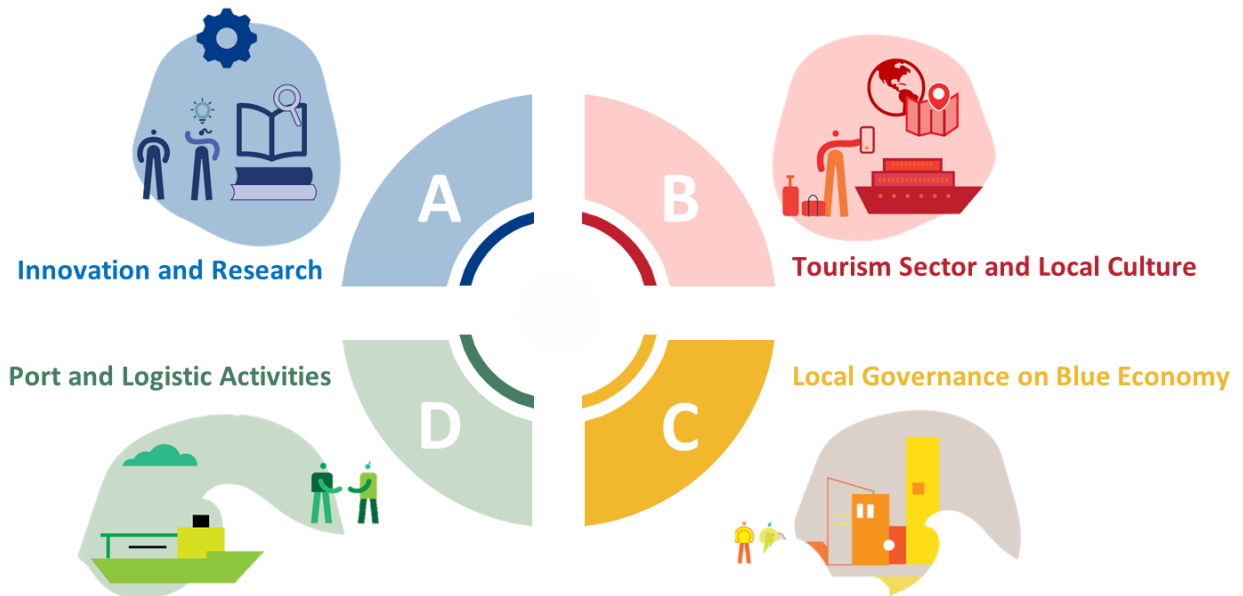 A
B
Innovation and Research
Tourism Sector and Local Culture
Port and Logistic Activities
Local Governance on Blue Economy
D
C